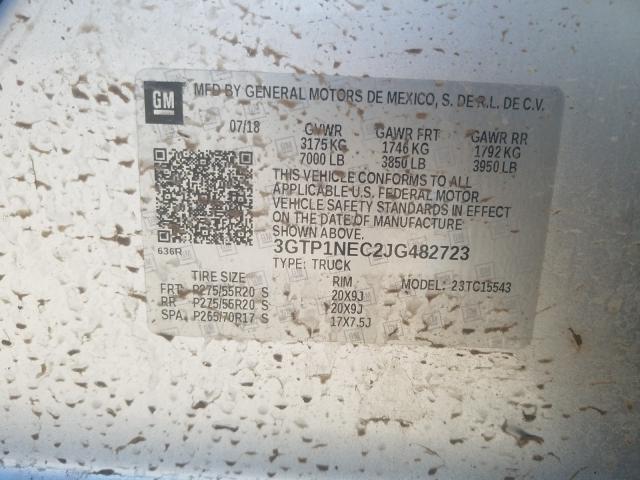 GM
MFD BY GENERAL MOTORS DE MEXICO, S. DE R.L. DE C.V.
07/18 GVWR GAWR FRT GAWR RR
3175 KG 1746 KG 1792 KG
7000 LB 3850 LB 3950 LB
THIS VEHICLE CONFORMS TO ALL
APPLICABLE U.S. FEDERAL MOTOR
VEHICLE SAFETY STANDARDS IN EFFECT
ON THE DATE OF MANUFACTURE
SHOWN ABOVE.
636R 3GTP1NEC2JG482723
TYPE: TRUCK
TIRE SIZE RIM MODEL: 23TC15543
FRT P275/55R20 S 20X9J
RR P275/55R20 S 20X9J
SPA P265/70R17 S 17X7.5J